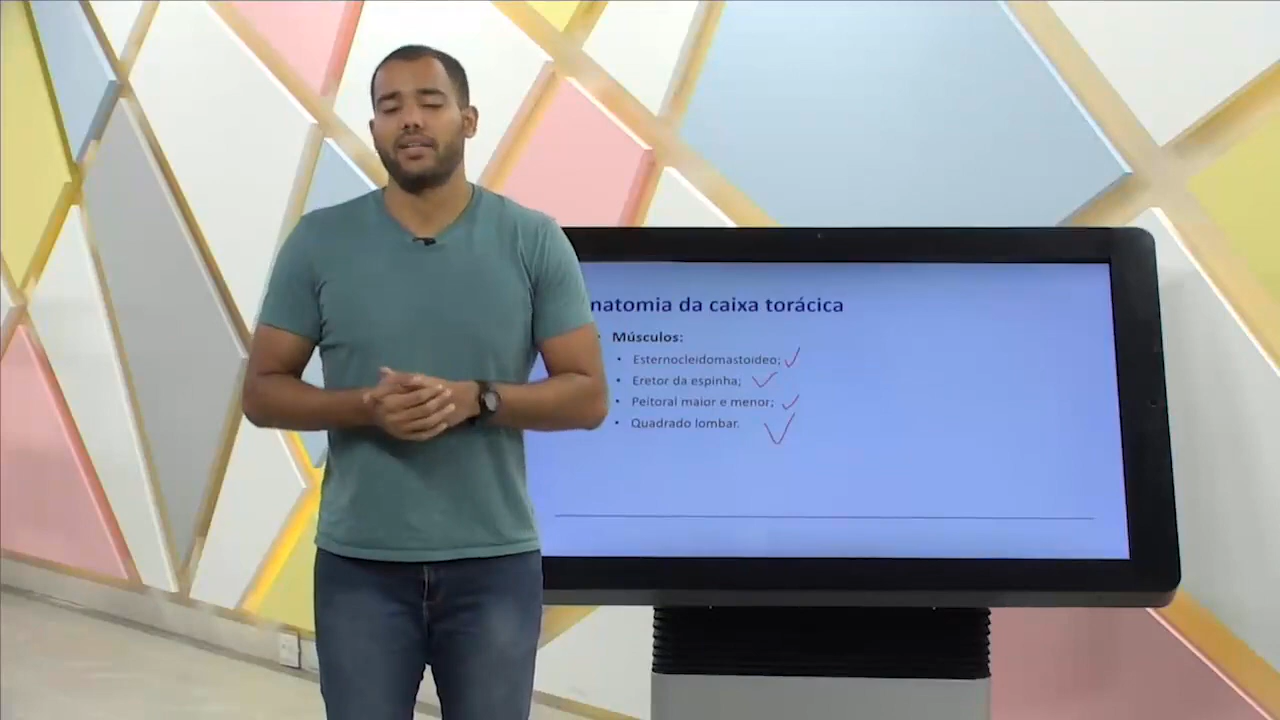 natomia da caixa torácica
• Músculos:
• Esternocleidomastoideo;
• Eretor da espinha;
• Peitoral maior e menor;
• Quadrado lombar.